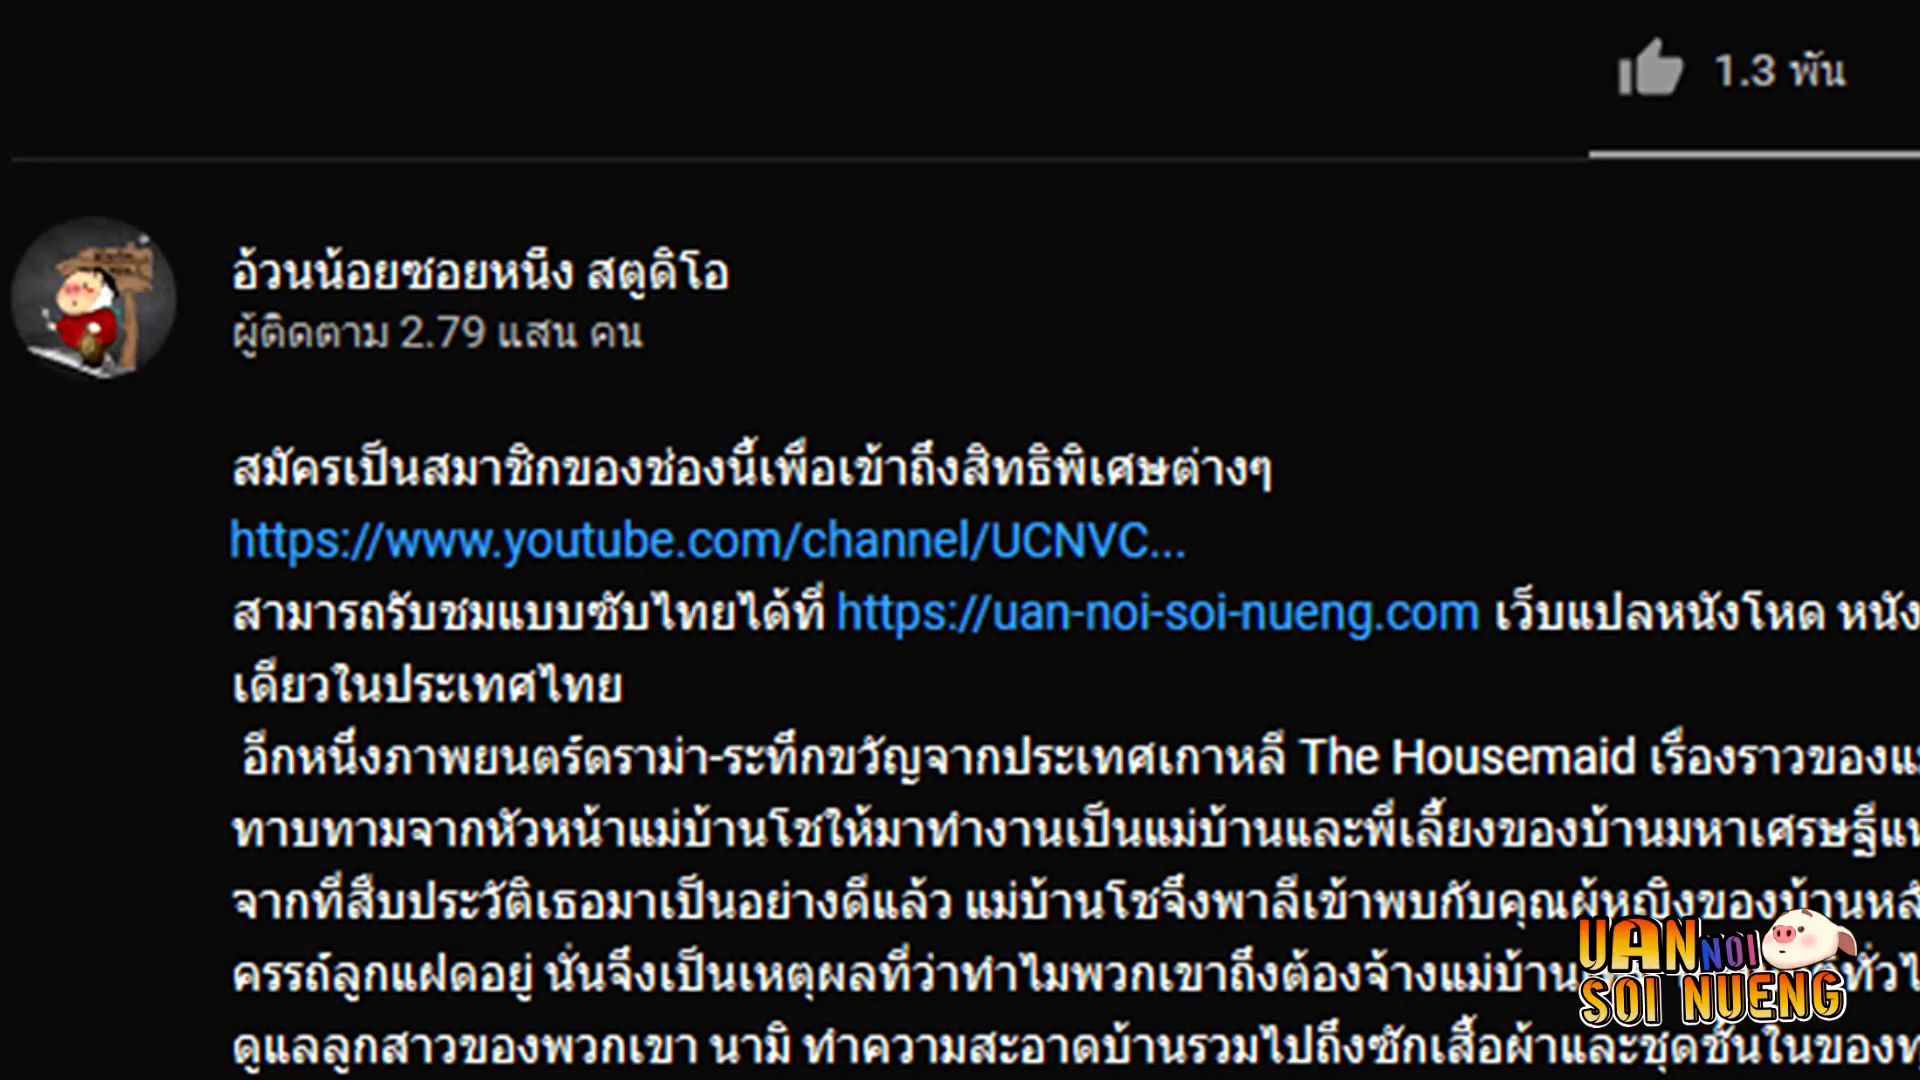 1.3 พัน
อ้วนน้อยซอยหนึ่ง สตูดิโอ
ผู้ติดตาม 2.79 แสน คน
สมัครเป็นสมาชิกของช่องนี้เพื่อเข้าถึงสิทธิพิเศษต่างๆ
https://www.youtube.com/channel/UCNVC...
สามารถรับชมแบบซับไทยได้ที่ https://uan-noi-soi-nueng.com เว็บแปลหนังโหด หนัง
เดียวในประเทศไทย
อีกหนึ่งภาพยนตร์ดราม่า-ระทึกขวัญจากประเทศเกาหลี The Housemaid เรื่องราวของ
ทาบทามจากหัวหน้าแม่บ้านโชให้มาทำงานเป็นแม่บ้านและพี่เลี้ยงของบ้านมหาเศรษฐี
จากที่สืบประวัติเธอมาเป็นอย่างดีแล้ว แม่บ้านโชจึงพาลีเข้าพบกับคุณผู้หญิงของบ้าน
ครรถ์ลูกแฝดอยู่ นั่นจึงเป็นเหตุผลที่ว่าทำไมพวกเขาถึงต้องจ้างแม่บ้าน
ดูแลลูกสาวของพวกเขา นามิ ทำความสะอาดบ้านรวมไปถึงซักเสื้อผ้าและชุดชั้นในของ
UAN NOI
SOI NUENG